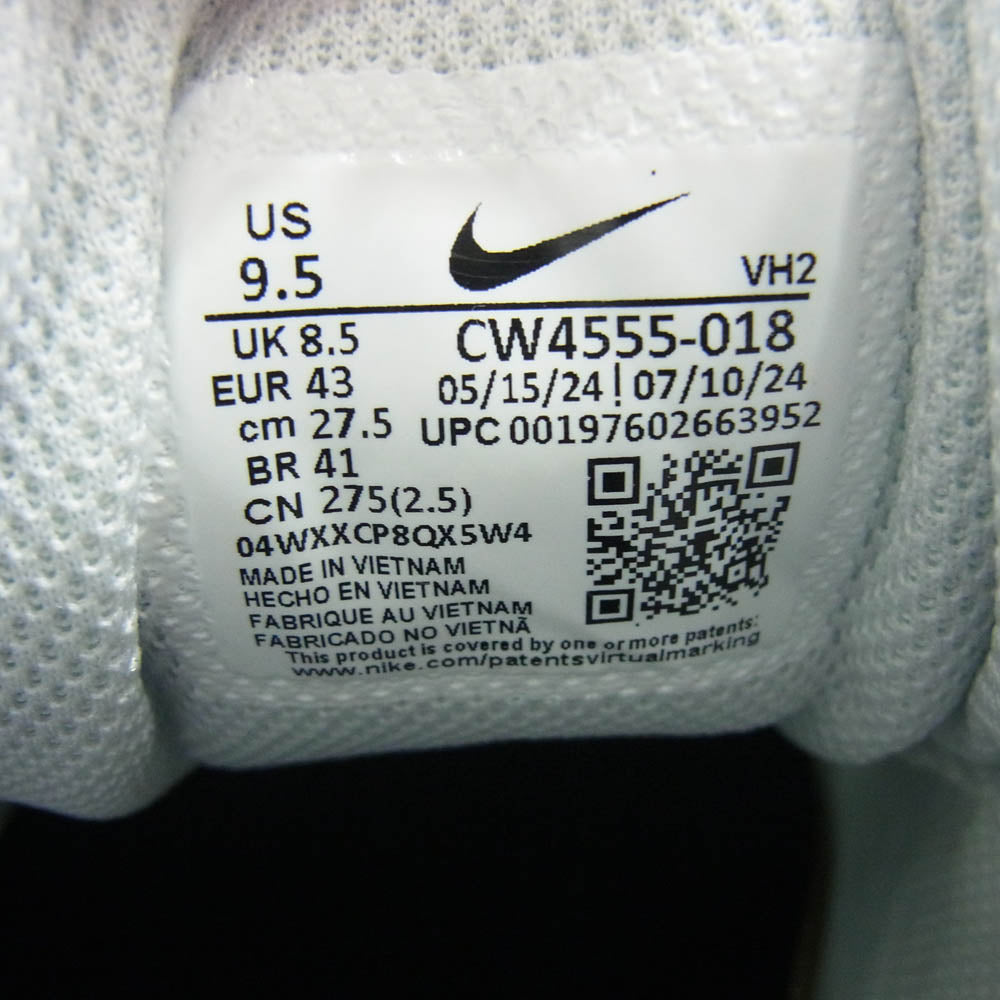 US
9.5
VH2
UK 8.5
CW4555-018
EUR 43
05/15/24 | 07/10/24
cm 27.5
UPC 00197602663952
BR 41
CN 275(2.5)
04WXXCP8QX5W4
MADE IN VIETNAM
HECHO EN VIETNAM
FABRIQUE AU VIETNAM
FABRICADO NO VIETNÃ
This product is covered by one or more patents:
www.nike.com/patentsvirtualmarking